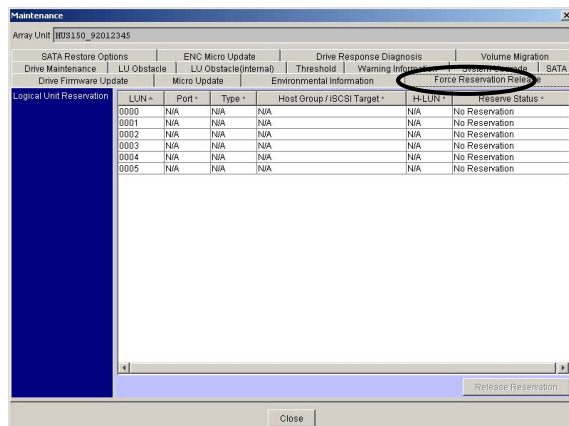 Maintenance
Array Unit HUS150_92012345
SATA Restore Options ENC Micro Update Drive Response Diagnosis Volume Migration
Drive Maintenance LU Obstacle LU Obstacle(internal) Threshold Warning Information System Cascade SATA
Drive Firmware Update Micro Update Environmental Information Force Reservation Release
Logical Unit Reservation
LUN Port Type Host Group / iSCSI Target H-LUN Reserve Status
0000 N/A N/A N/A N/A No Reservation
0001 N/A N/A N/A N/A No Reservation
0002 N/A N/A N/A N/A No Reservation
0003 N/A N/A N/A N/A No Reservation
0004 N/A N/A N/A N/A No Reservation
0005 N/A N/A N/A N/A No Reservation
Release Reservation
Close